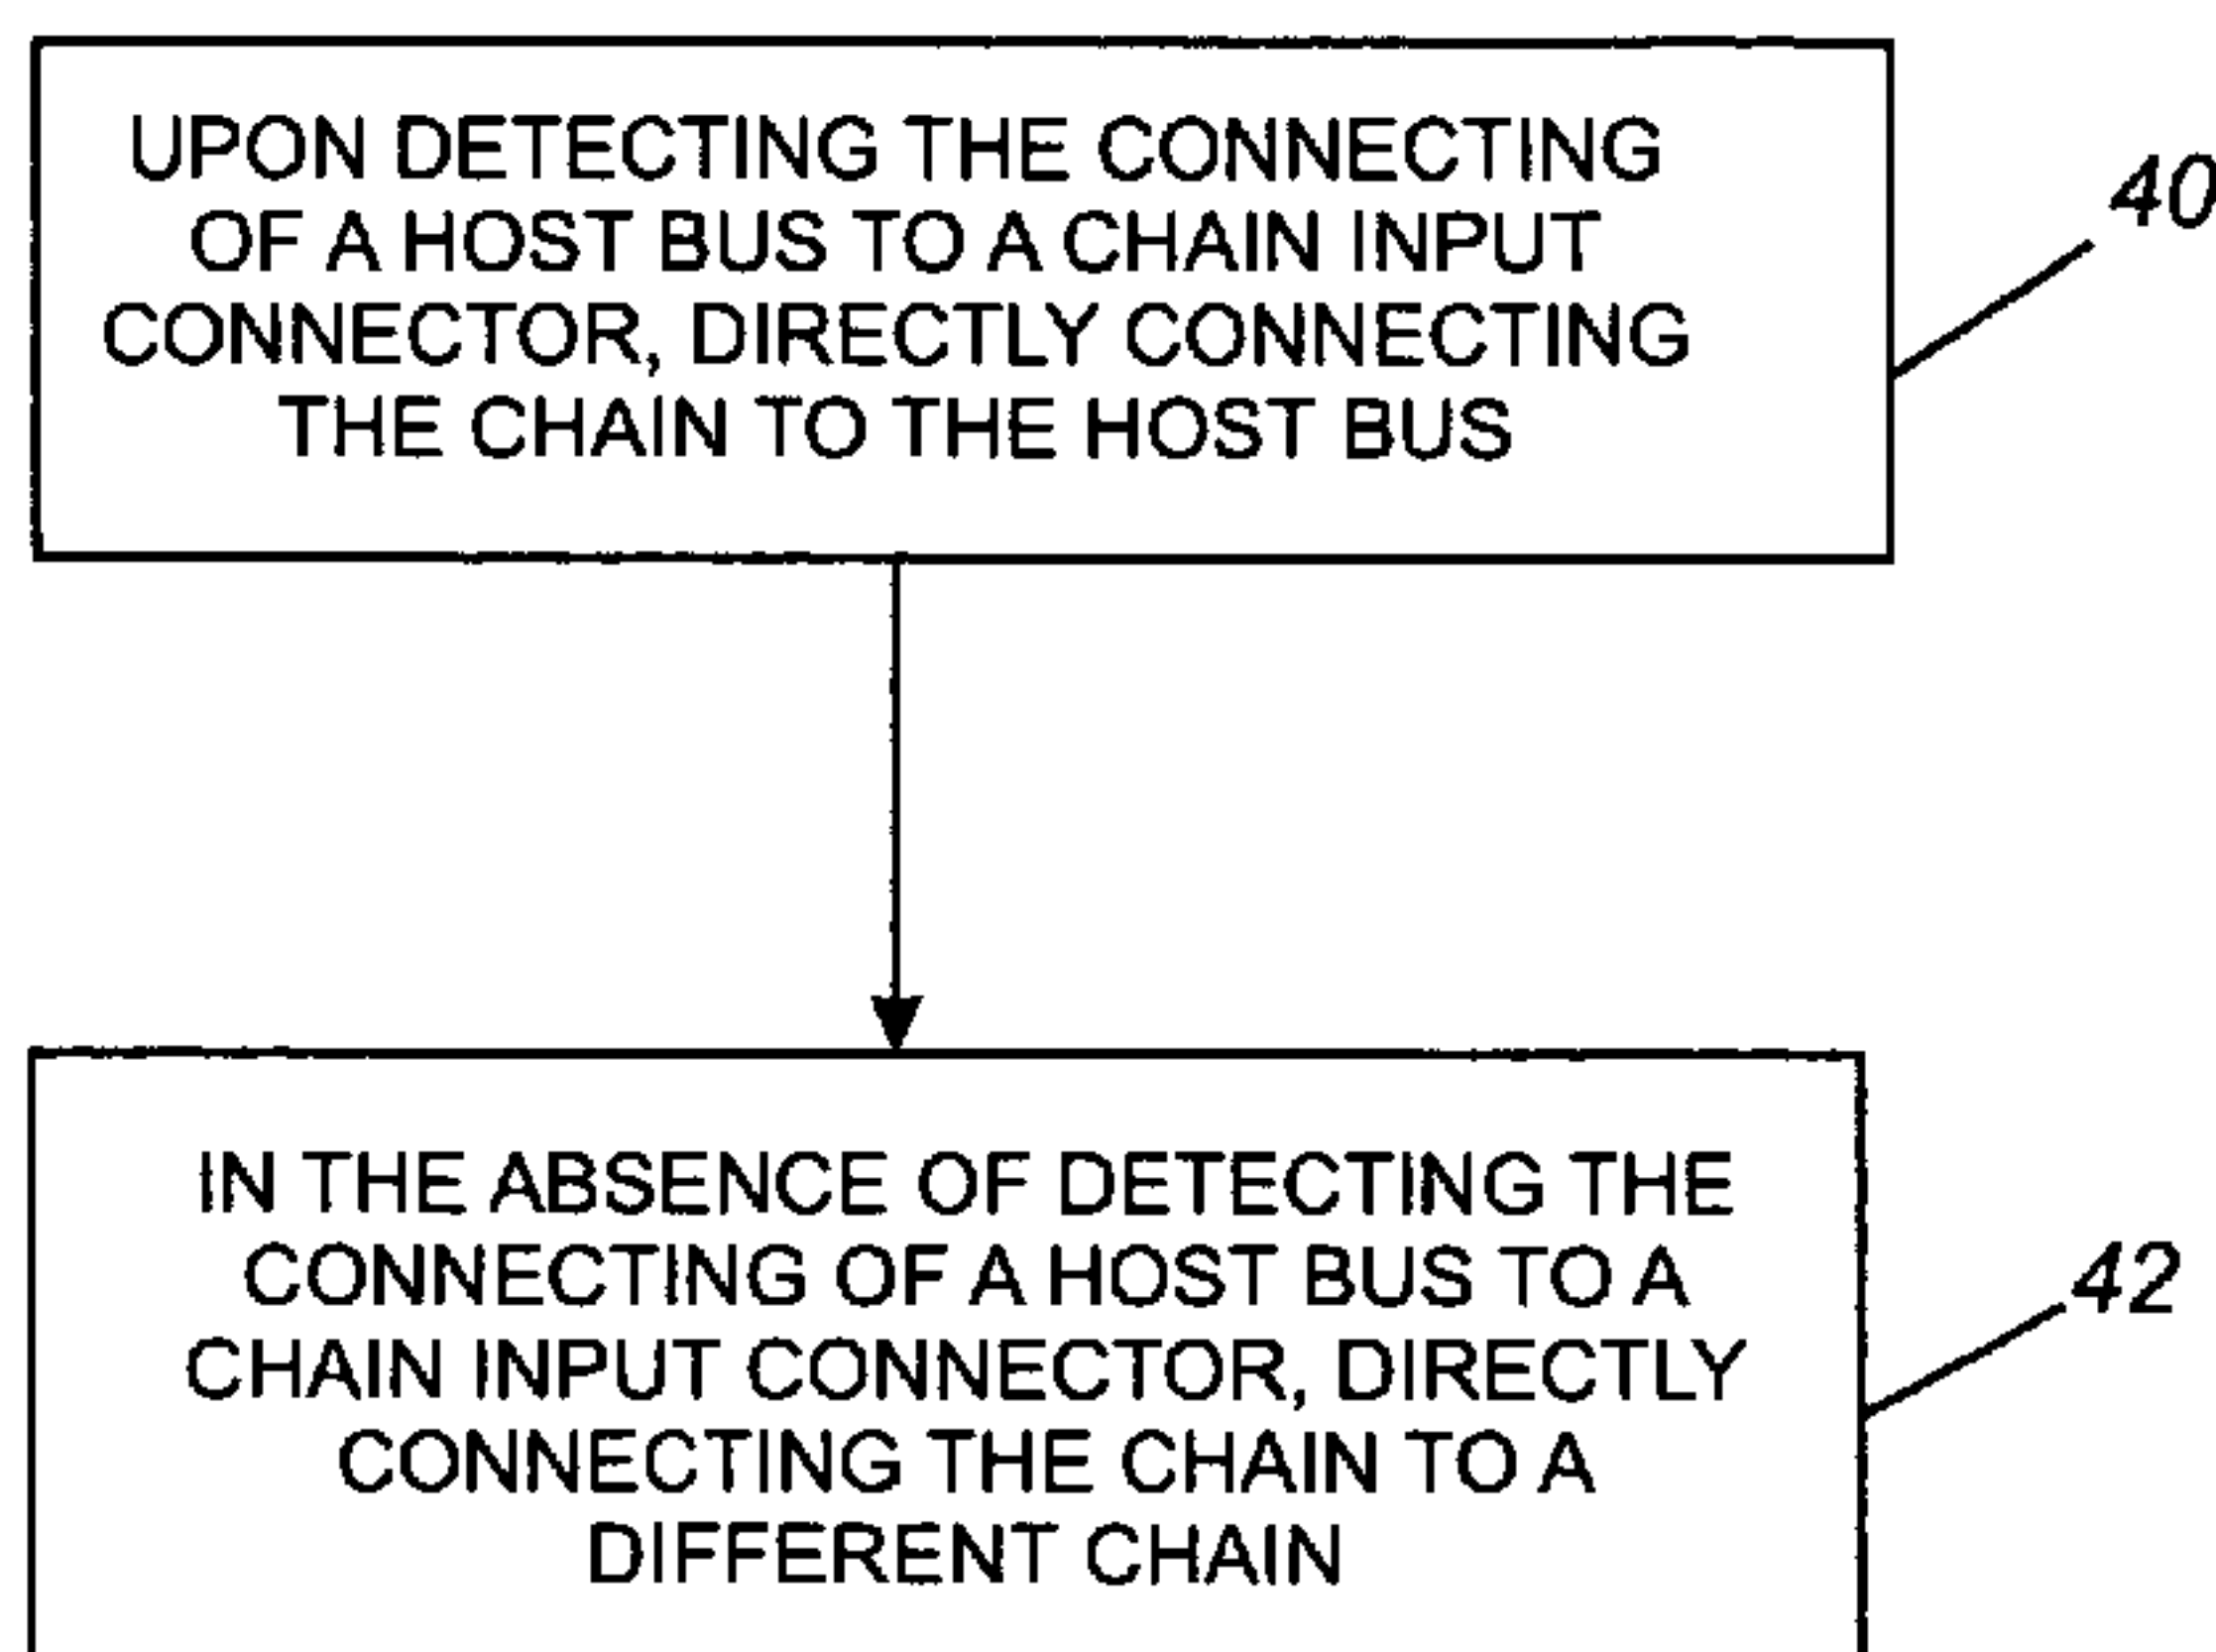 UPON DETECTING THE CONNECTING
OF A HOST BUS TO A CHAIN INPUT
CONNECTOR, DIRECTLY CONNECTING
THE CHAIN TO THE HOST BUS
40
IN THE ABSENCE OF DETECTING THE
CONNECTING OF A HOST BUS TO A
CHAIN INPUT CONNECTOR, DIRECTLY
CONNECTING THE CHAIN TO A
DIFFERENT CHAIN
42